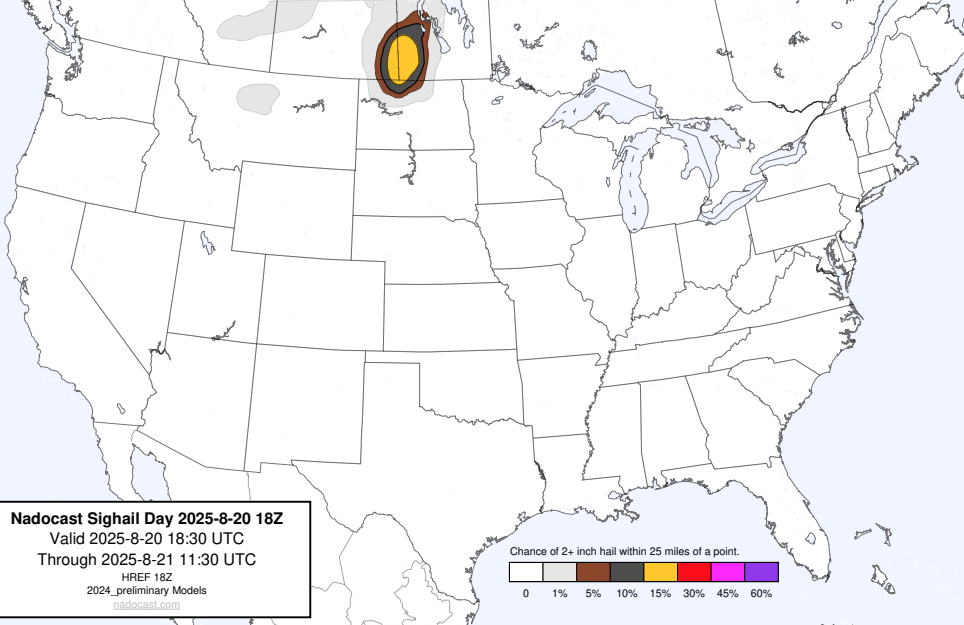 Nadocast Sighail Day 2025-8-20 18Z
Valid 2025-8-20 18:30 UTC
Through 2025-8-21 11:30 UTC
HREF 18Z
2024_preliminary Models
nadocast.com
Chance of 2+ inch hail within 25 miles of a point.
0 1% 5% 10% 15% 30% 45% 60%